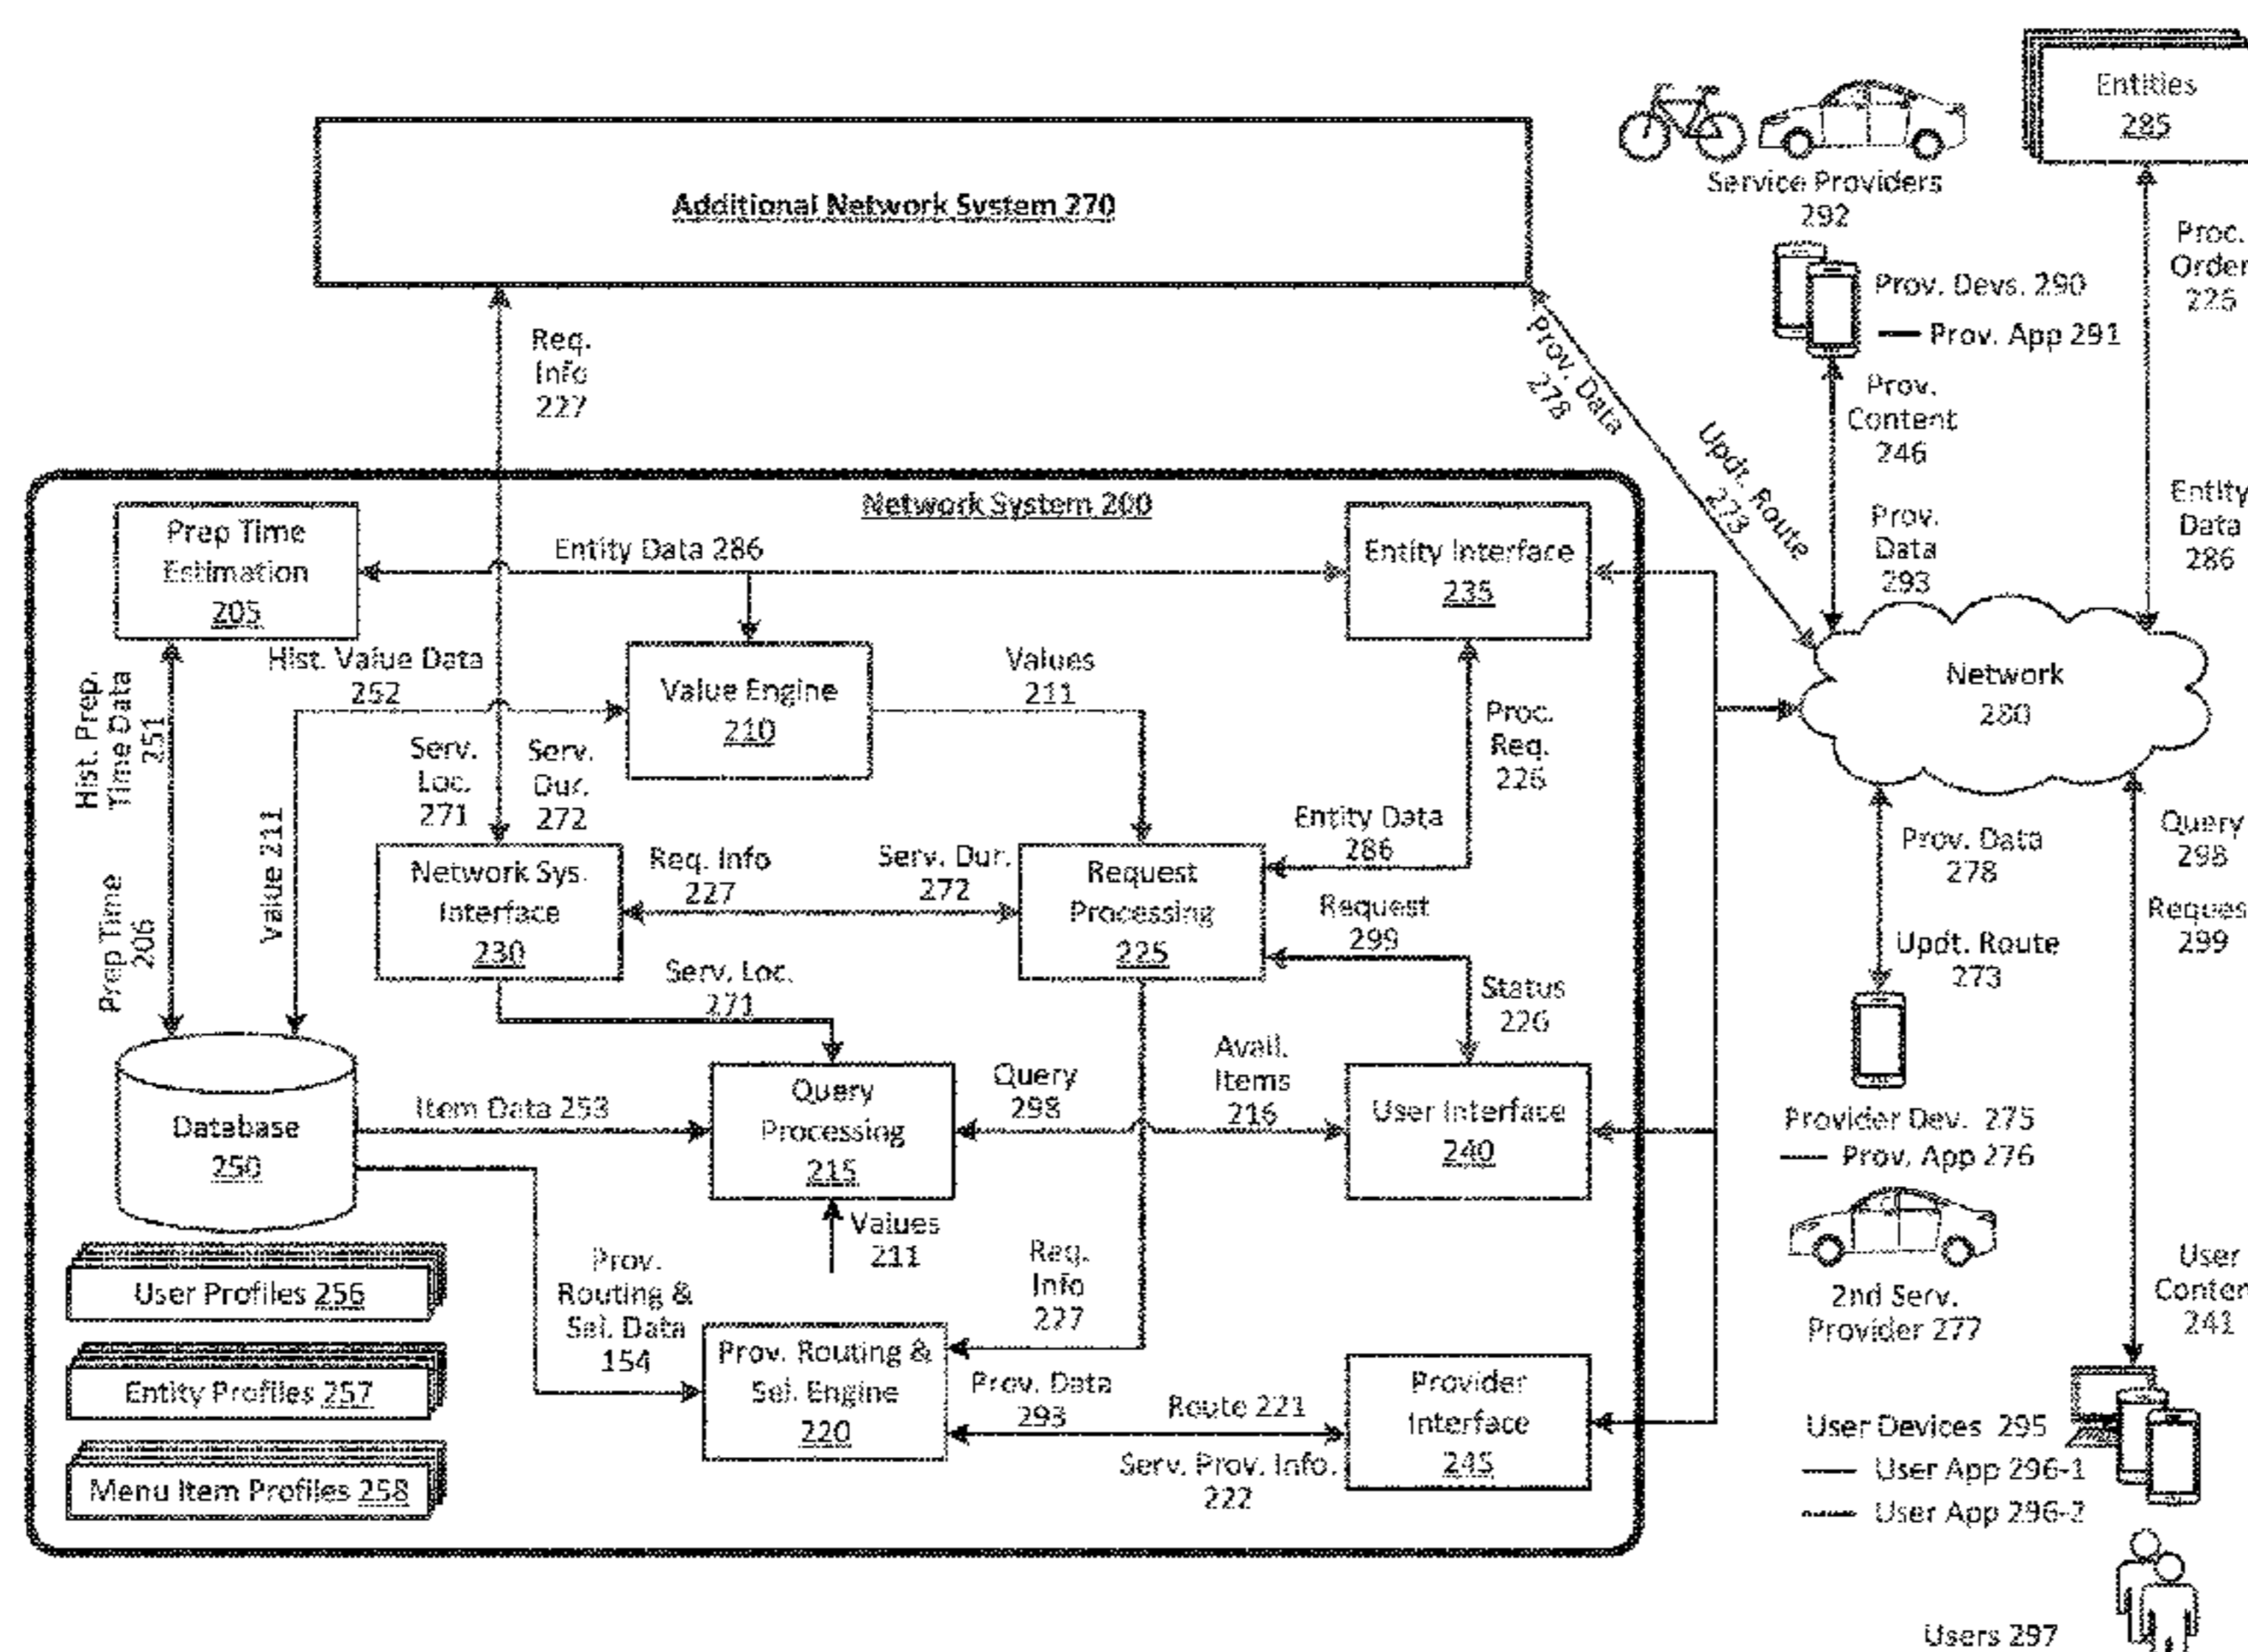 Entities
285
Service Providers
292
Additional Network System 270
Proc.
Order
226
Prov. Devs. 290
Prov. App 291
Req.
Info
227
Prov. Data
278
Prov.
Content
246
Updt. Route
273
Entity
Data
286
Prov.
Data
293
Network System 200
Prep Time
Estimation
205
Entity Data 286
Entity Interface
235
Hist. Value Data
252
Value Engine
210
Values
211
Network
280
Hist. Prep.
Time Data
251
Proc.
Req.
226
Serv.
Loc.
271
Serv.
Dur.
272
Value 211
Prep Time
206
Entity Data
286
Prov. Data
278
Query
298
Network Sys.
Interface
230
Req. Info
227
Serv. Dur.
272
Request
Processing
225
Request
299
Updt. Route
273
Request
299
Serv. Loc.
271
Status
226
Database
250
Item Data 253
Query
Processing
215
Query
298
Avail.
Items
216
User Interface
240
Provider Dev. 275
Prov. App 276
Values
211
User Profiles 256
Prov.
Routing &
Sel. Data
154
Req.
Info
227
2nd Serv.
Provider 277
User
Content
241
Entity Profiles 257
Prov. Routing &
Sel. Engine
220
Prov. Data
293
Route 221
Serv. Prov. Info.
222
Provider
Interface
245
User Devices 295
User App 296-1
User App 296-2
Menu Item Profiles 258
Users 297